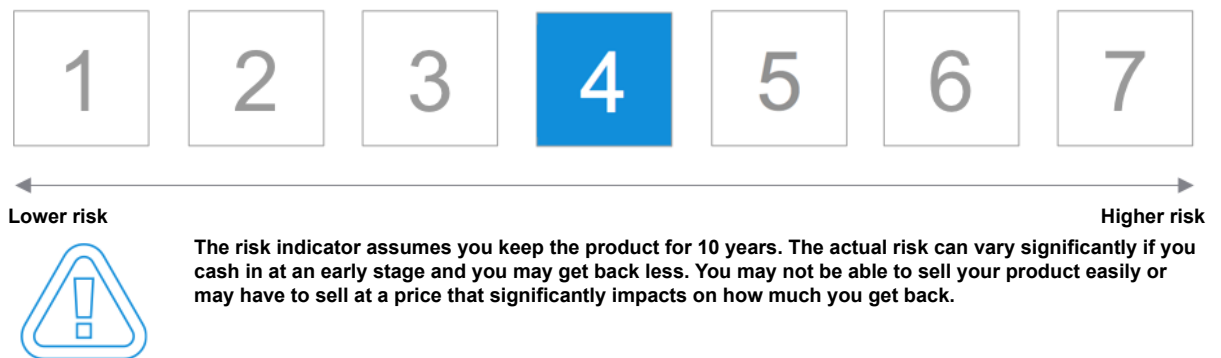 1 2 3 4 5 6 7
Lower risk Higher risk
The risk indicator assumes you keep the product for 10 years. The actual risk can vary significantly if you
cash in at an early stage and you may get back less. You may not be able to sell your product easily or
may have to sell at a price that significantly impacts on how much you get back.